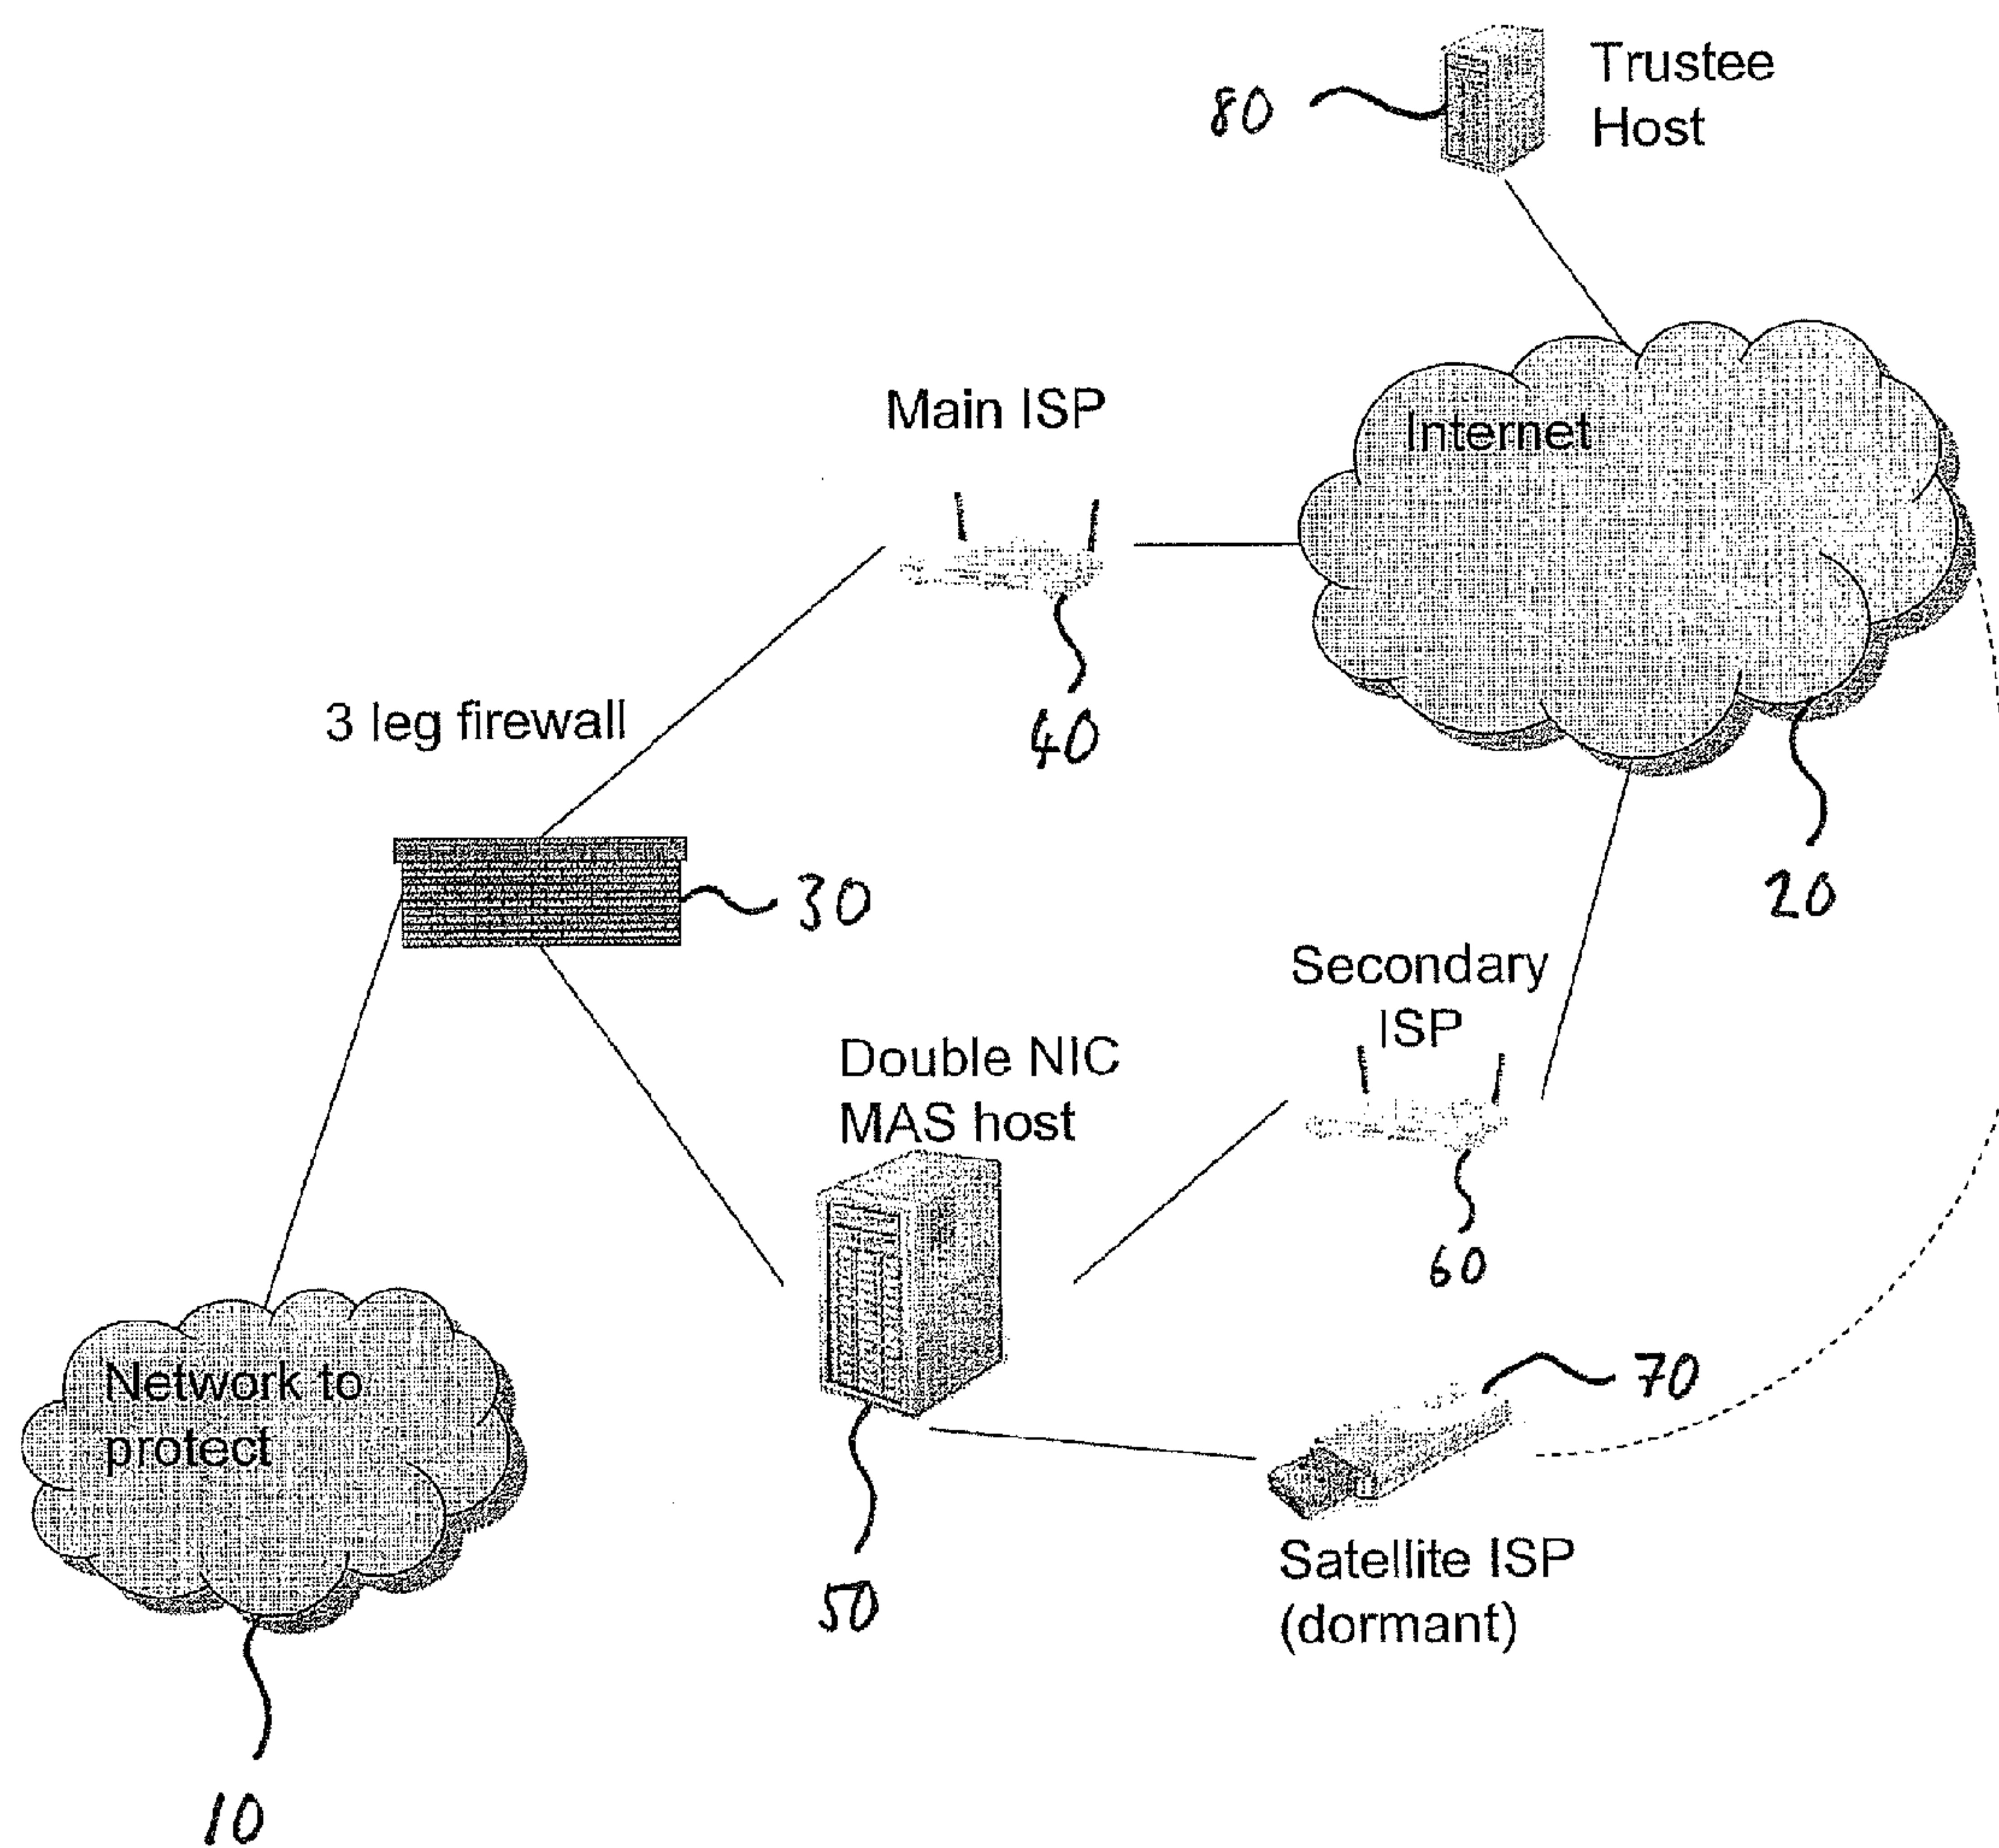 80
Trustee
Host
Main ISP
Internet
40
3 leg firewall
30
20
Secondary
ISP
Double NIC
MAS host
60
Network to
protect
70
50
Satellite ISP
(dormant)
10